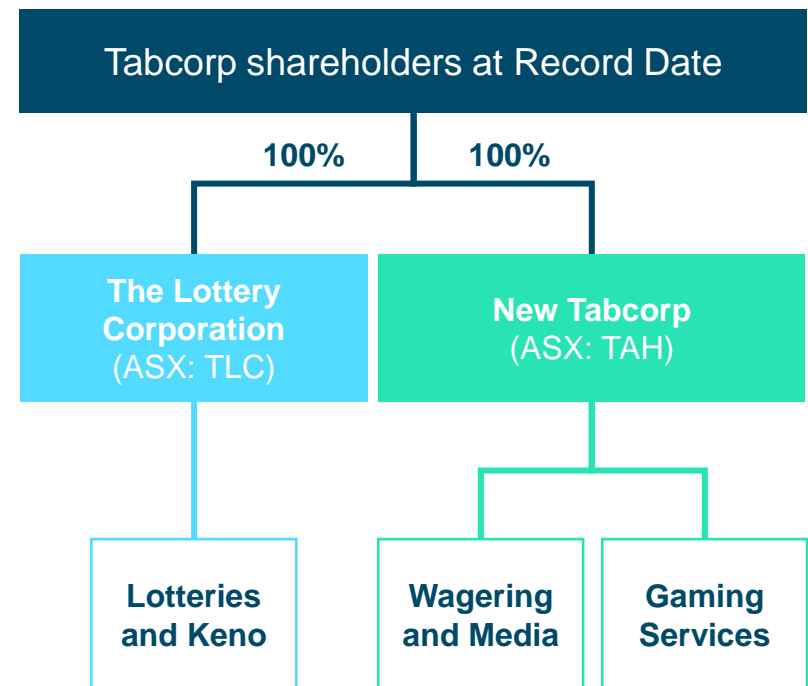 Tabcorp shareholders at Record Date
100%
100%
The Lottery
Corporation
(ASX: TLC)
New Tabcorp
(ASX: TAH)
Lotteries
and Keno
Wagering
and Media
Gaming
Services